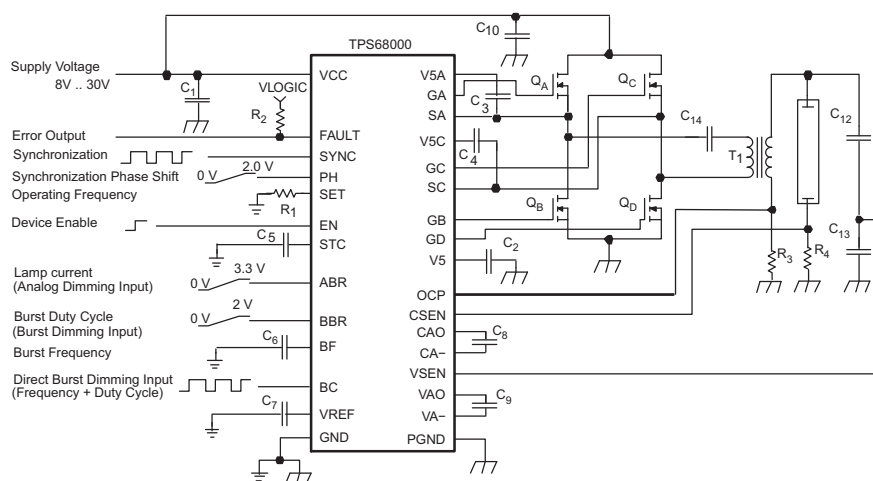 TPS68000
Supply Voltage
8V .. 30V
C1
VLOGIC
R2
Error Output
Synchronization
Synchronization Phase Shift
0 V
2.0 V
Operating Frequency
R1
Device Enable
C5
Lamp current
(Analog Dimming Input)
0 V
3.3 V
Burst Duty Cycle
(Burst Dimming Input)
0 V
2 V
Burst Frequency
C6
Direct Burst Dimming Input
(Frequency + Duty Cycle)
C7
VCC
FAULT
SYNC
PH
SET
EN
STC
ABR
BBR
BF
BC
VREF
GND
V5A
GA
SA
V5C
GC
SC
GB
GD
V5
OCP
CSEN
CAO
CA−
VSEN
VAO
VA−
PGND
C10
QA
QC
C3
C4
C14
T1
C12
QB
QD
C2
R3
R4
C13
C8
C9